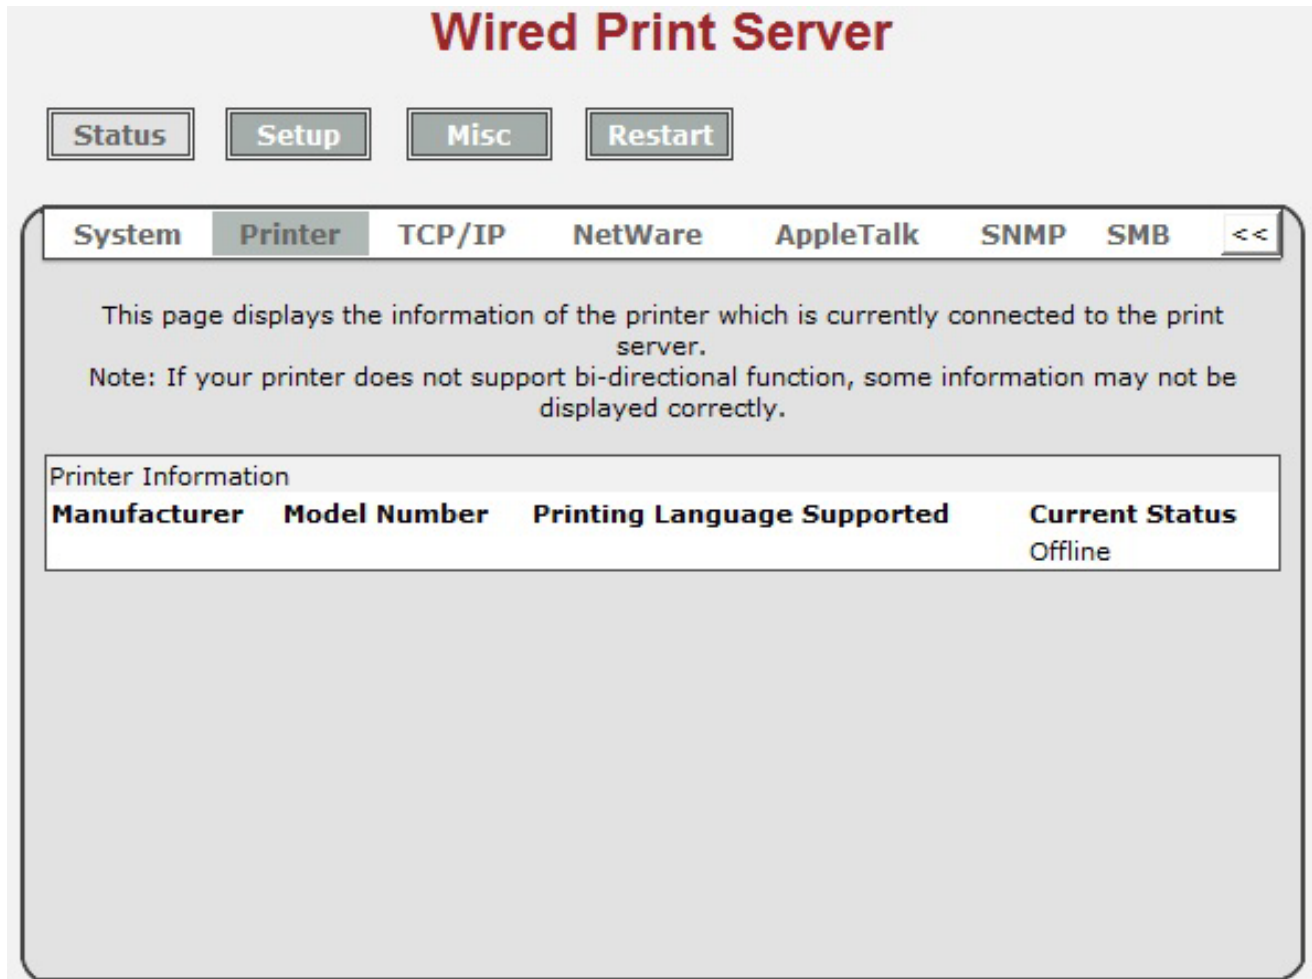 Wired Print Server
Status Setup Misc Restart
System Printer TCP/IP NetWare AppleTalk SNMP SMB <<
This page displays the information of the printer which is currently connected to the print
server.
Note: If your printer does not support bi-directional function, some information may not be
displayed correctly.
Printer Information
Manufacturer Model Number Printing Language Supported Current Status
Offline